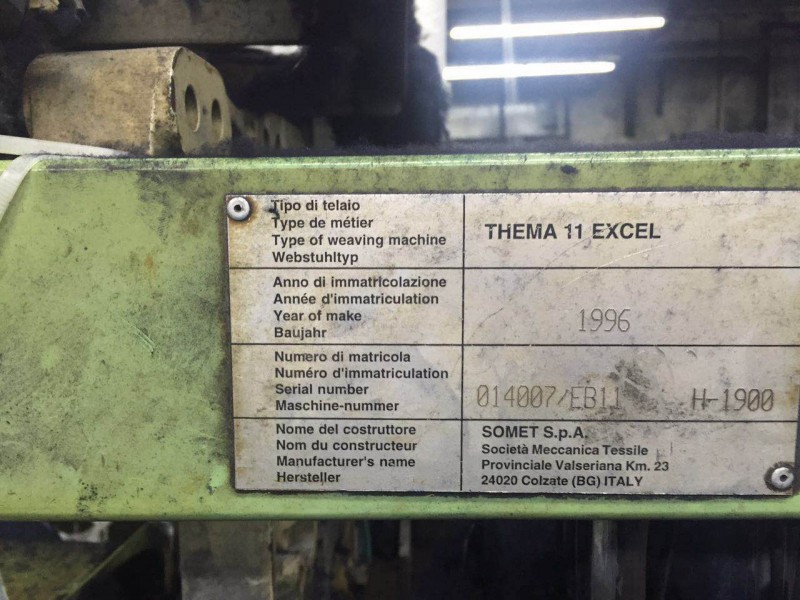 Tipo di telaio
Type de métier
Type of weaving machine
Webstuhltyp
THEMA 11 EXCEL
Anno di immatricolazione
Année d'immatriculation
Year of make
Baujahr
1996
Numero di matricola
Numéro d'immatriculation
Serial number
Maschine-nummer
014007/EB11 H-1900
Nome del costruttore
Nom du constructeur
Manufacturer's name
Hersteller
SOMET S.p.A.
Società Meccanica Tessile
Provinciale Valseriana Km. 23
24020 Colzate (BG) ITALY